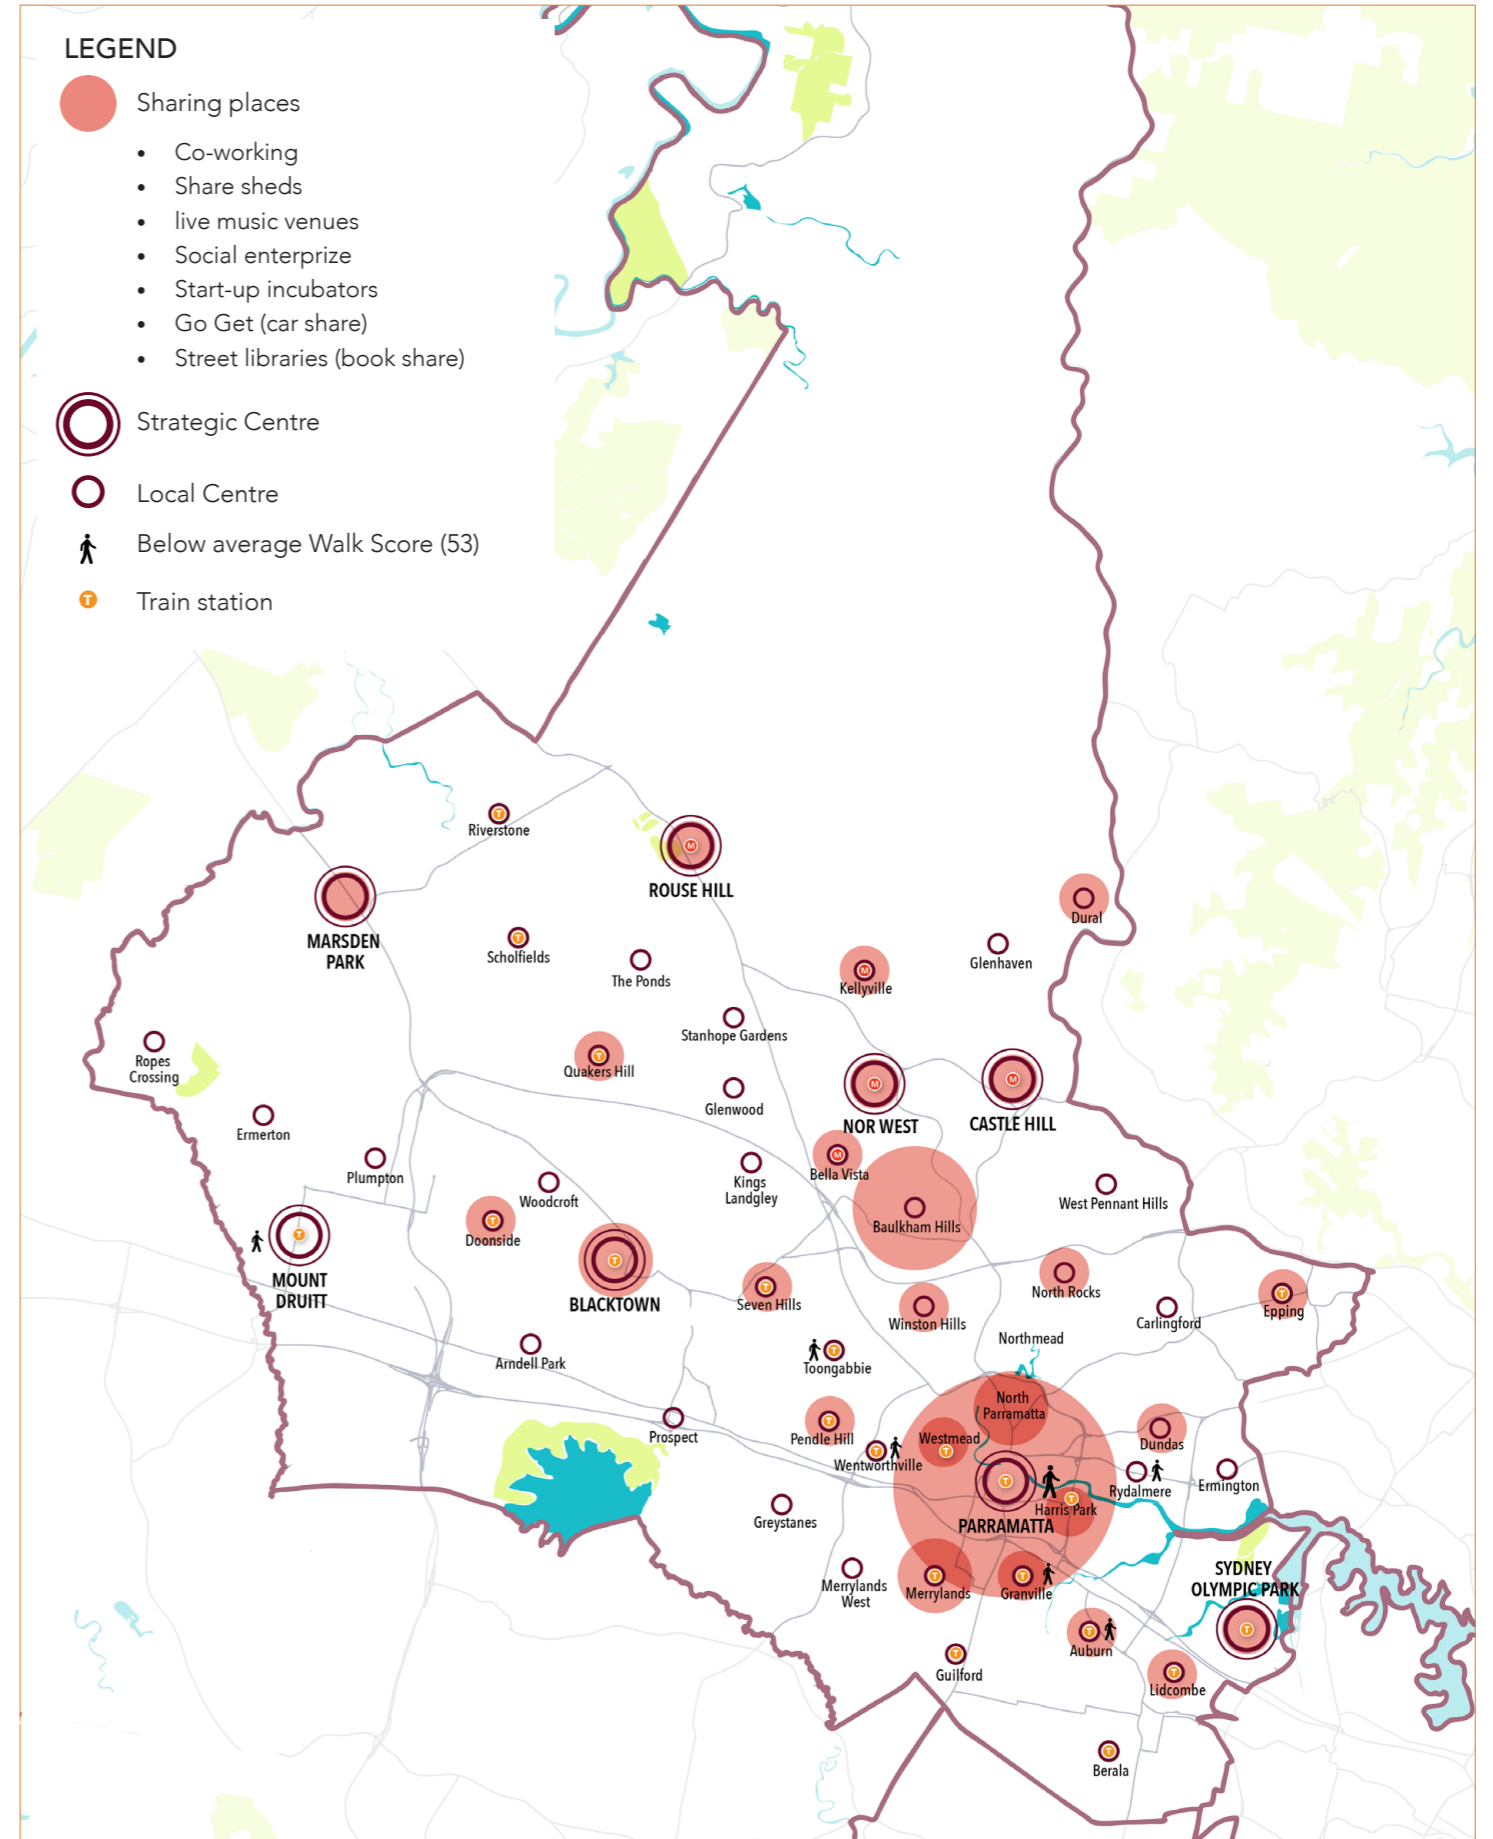 LEGEND
Sharing places
• Co-working
• Share sheds
• live music venues
• Social enterprize
• Start-up incubators
• Go Get (car share)
• Street libraries (book share)
Strategic Centre
Local Centre
Below average Walk Score (53)
T Train station
T
Riverstone
M
ROUSE HILL
MARSDEN
PARK
Dural
T
Scholfields
The Ponds
Glenhaven
M
Kellyville
Stanhope Gardens
Ropes
Crossing
T
Quakers Hill
Glenwood
M
NOR WEST
M
CASTLE HILL
Ermerton
Plumpton
Woodcroft
Kings
Landgley
M
Bella Vista
Baulkham Hills
West Pennant Hills
T
MOUNT
DRUITT
T
Doonside
T
BLACKTOWN
T
Seven Hills
Winston Hills
North Rocks
Carlingford
T
Epping
Arndell Park
T
Toongabbie
Northmead
North
Parramatta
Prospect
T
Pendle Hill
T
Wentworthville
Westmead
T
Dundas
Rydalmere
Ermington
T
PARRAMATTA
T
Harris Park
Greystanes
Merrylands
West
T
Merrylands
T
Granville
SYDNEY
OLYMPIC PARK
T
T
Auburn
T
Guilford
T
Lidcombe
T
Berala